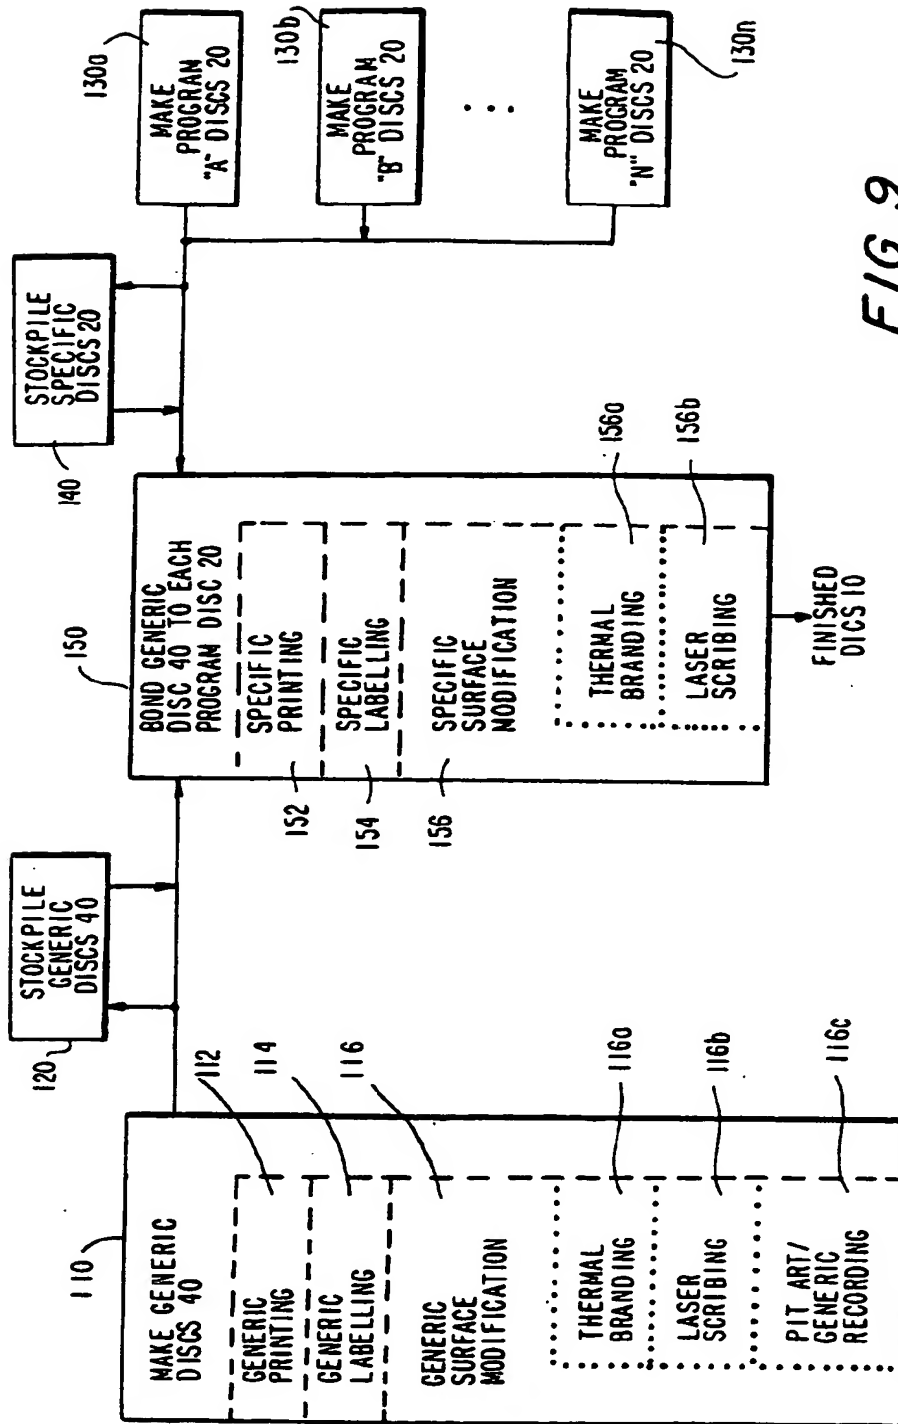 110
MAKE GENERIC
DISCS 40
GENERIC
PRINTING
112
GENERIC
LABELLING
114
GENERIC
SURFACE
MODIFICATION
116
THERMAL
BRANDING
116a
LASER
SCRIBING
116b
PIT ART/
GENERIC
RECORDING
116c
STOCKPILE
GENERIC
DISCS 40
120
150
BOND GENERIC
DISC 40 TO EACH
PROGRAM DISC 20
SPECIFIC
PRINTING
152
SPECIFIC
LABELLING
154
SPECIFIC
SURFACE
MODIFICATION
156
THERMAL
BRANDING
156a
LASER
SCRIBING
156b
FINISHED
DICS 10
STOCKPILE
SPECIFIC
DISCS 20
140
MAKE
PROGRAM
"A" DISCS 20
130a
MAKE
PROGRAM
"B" DISCS 20
130b
MAKE
PROGRAM
"N" DISCS 20
130n
FIG. 9